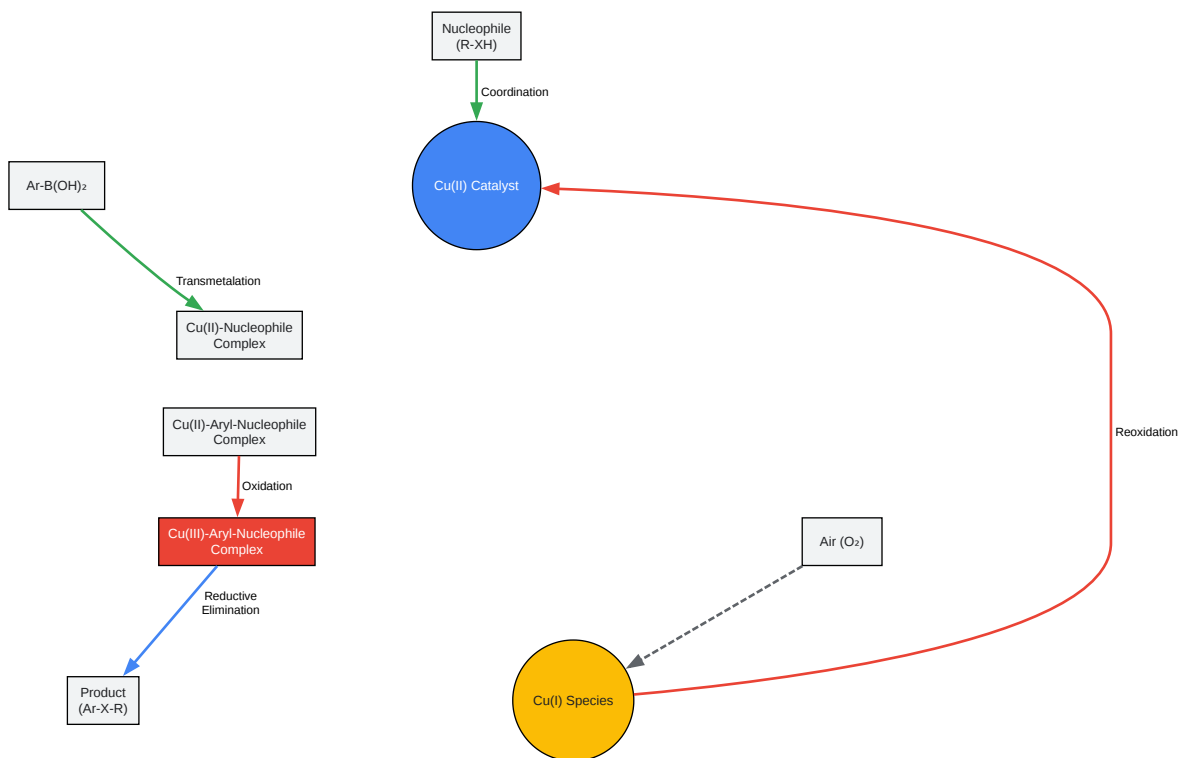 Nucleophile
(R-XH)
Coordination
Ar-B(OH)₂
Cu(II) Catalyst
Transmetalation
Cu(II)-Nucleophile
Complex
Cu(II)-Aryl-Nucleophile
Complex
Reoxidation
Oxidation
Cu(III)-Aryl-Nucleophile
Complex
Air (O₂)
Reductive
Elimination
Product
(Ar-X-R)
Cu(I) Species